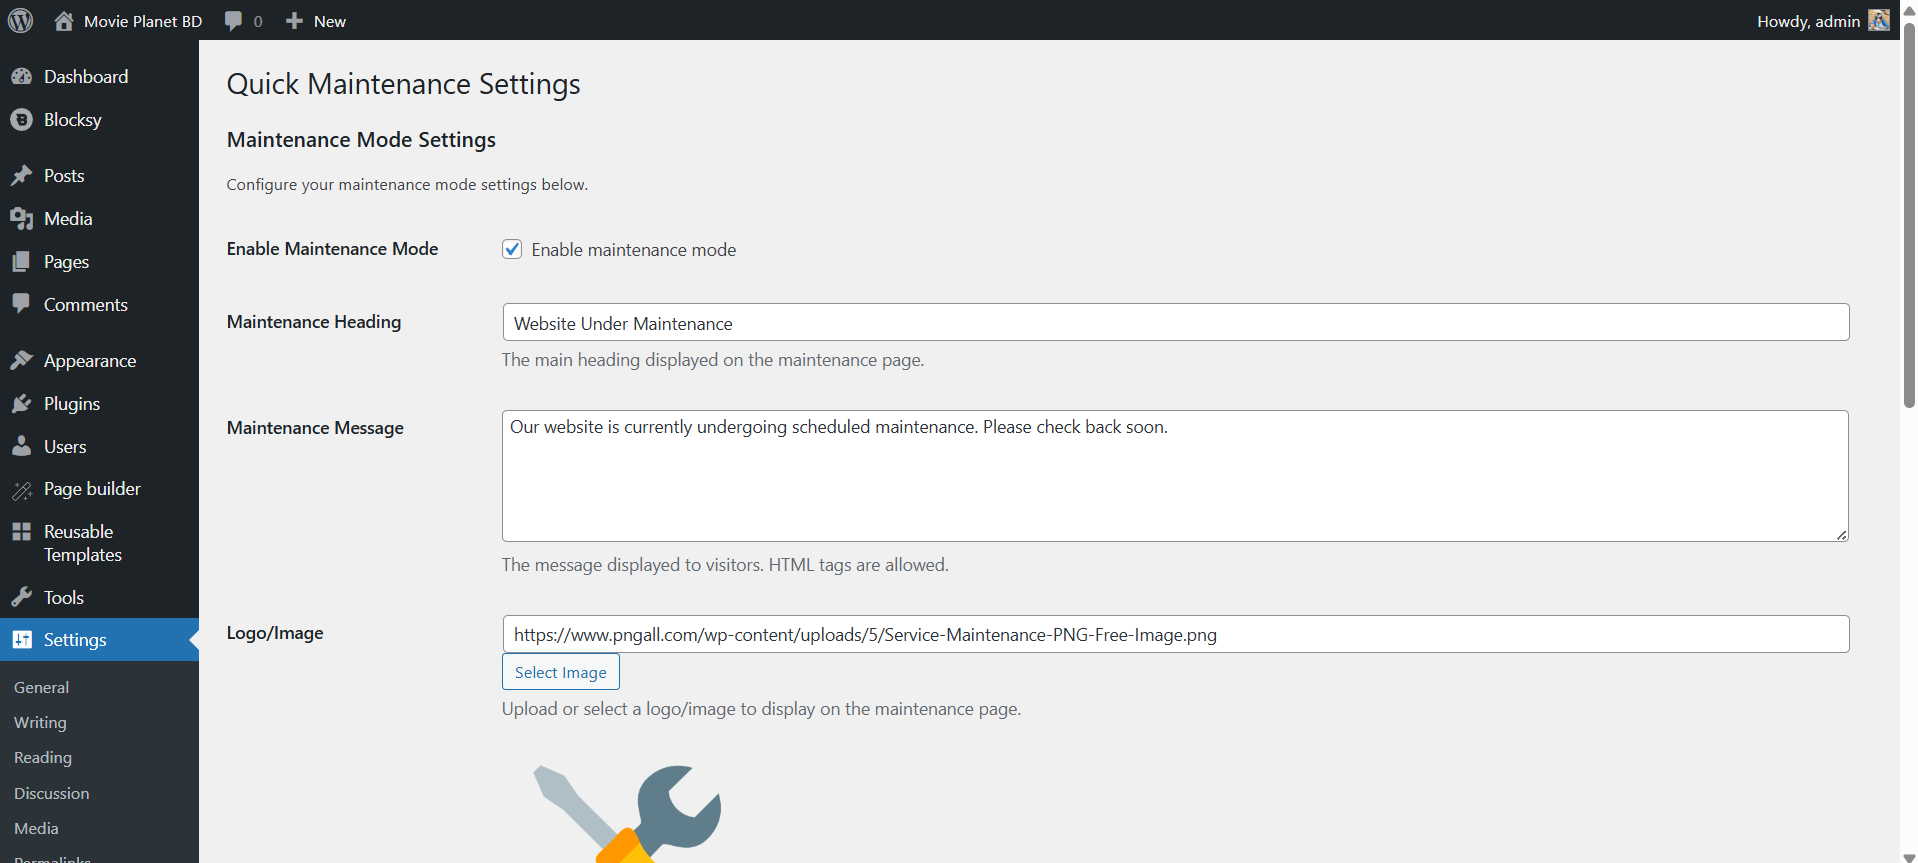 Movie Planet BD
0
New
Howdy, admin
Dashboard
Blocksy
Posts
Media
Pages
Comments
Appearance
Plugins
Users
Page builder
Reusable
Templates
Tools
Settings
General
Writing
Reading
Discussion
Media
Permalinks
Quick Maintenance Settings
Maintenance Mode Settings
Configure your maintenance mode settings below.
Enable Maintenance Mode
Enable maintenance mode
Maintenance Heading
Website Under Maintenance
The main heading displayed on the maintenance page.
Maintenance Message
Our website is currently undergoing scheduled maintenance. Please check back soon.
The message displayed to visitors. HTML tags are allowed.
Logo/Image
https://www.pngall.com/wp-content/uploads/5/Service-Maintenance-PNG-Free-Image.png
Select Image
Upload or select a logo/image to display on the maintenance page.